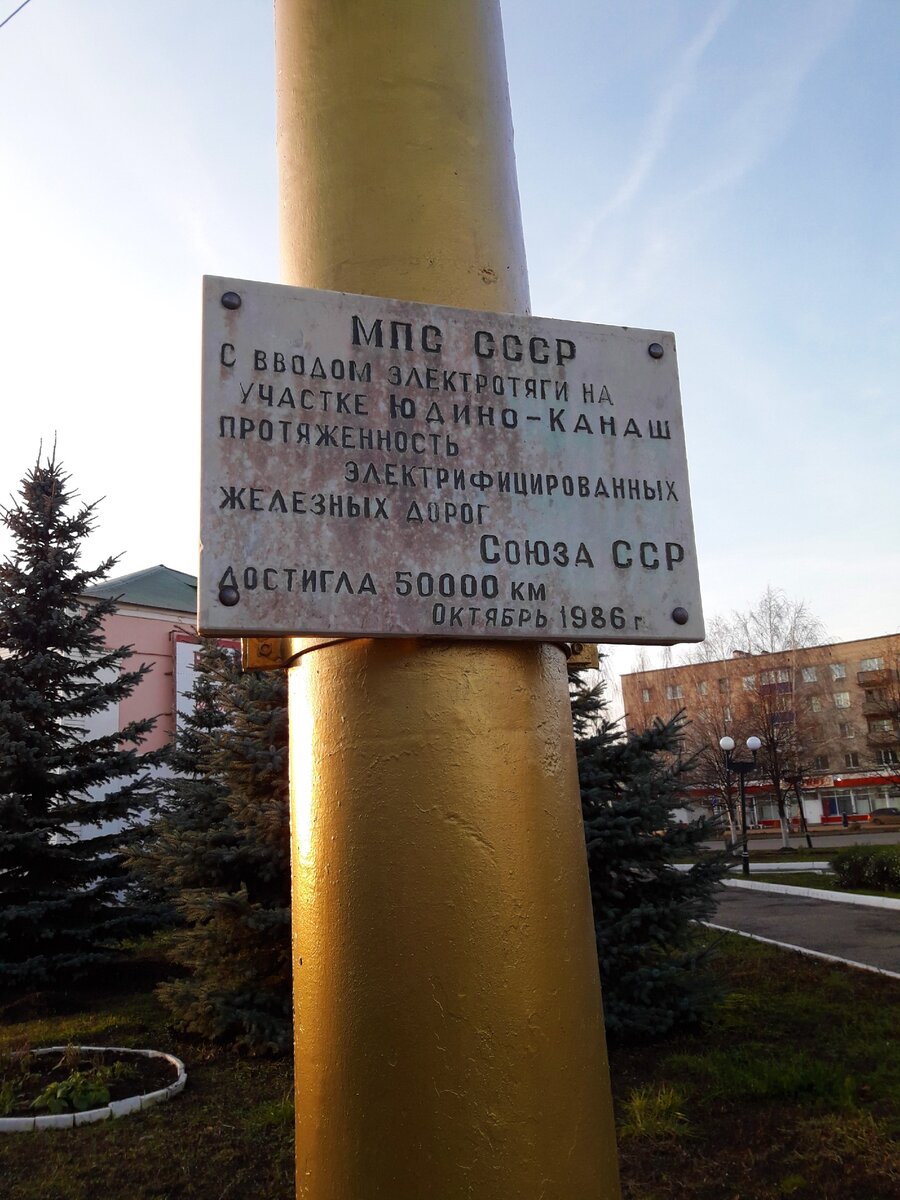 МПС СССР
С ВВОДОМ ЭЛЕКТРОТЯГИ НА
УЧАСТКЕ ЮДИНО-КАНАШ
ПРОТЯЖЕННОСТЬ
ЭЛЕКТРИФИЦИРОВАННЫХ
ЖЕЛЕЗНЫХ ДОРОГ
СОЮЗА ССР
ДОСТИГЛА 50000 КМ
ОКТЯБРЬ 1986 г.